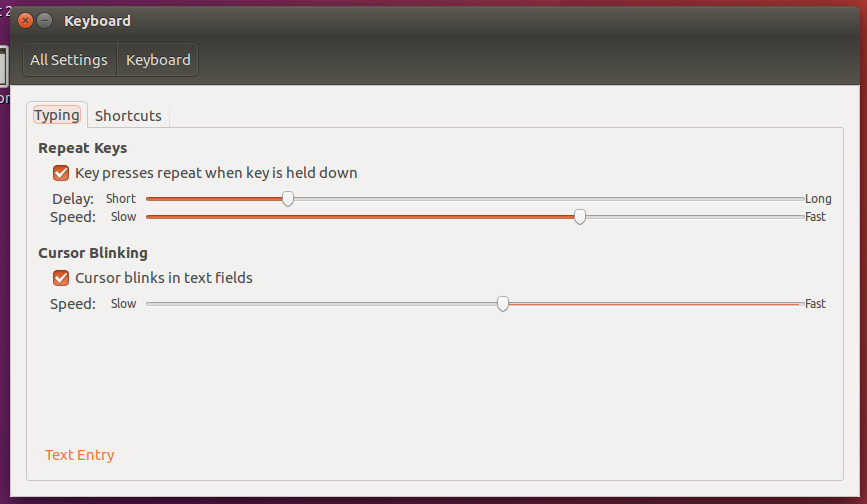 Keyboard
All Settings Keyboard
Typing Shortcuts
Repeat Keys
Key presses repeat when key is held down
Delay: Short Long
Speed: Slow Fast
Cursor Blinking
Cursor blinks in text fields
Speed: Slow Fast
Text Entry